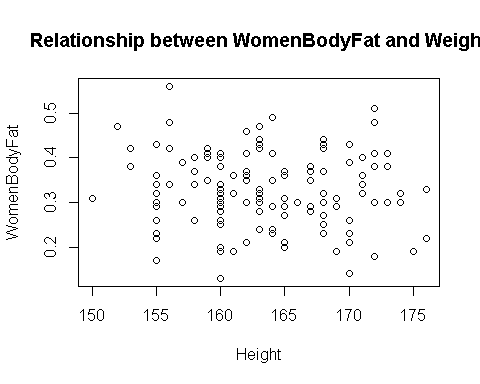 Relationship between WomenBodyFat and Weigh
WomenBodyFat
0.5
0.4
0.3
0.2
150 155 160 165 170 175
Height